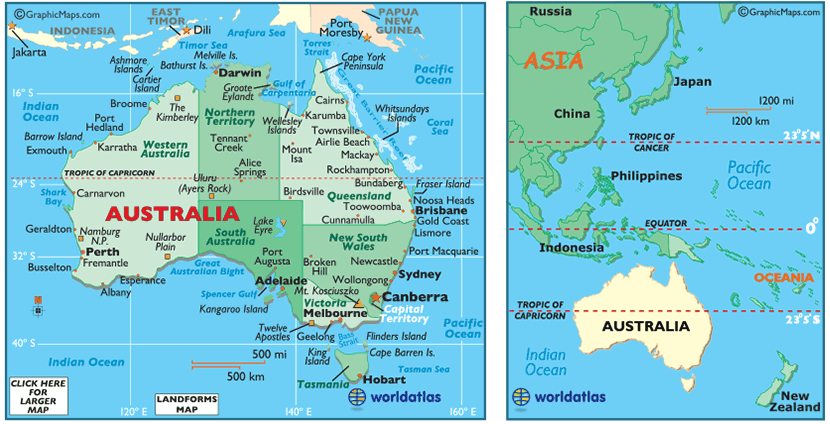 ©GraphicMaps.com
EAST
TIMOR
PAPUA
NEW
GUINEA
Port
Moresby
INDONESIA
Dili
Arafura Sea
Timor Sea
Torres
Strait
Jakarta
Melville Is.
Ashmore
Islands
Bathurst Is.
Cartier
Island
Darwin
Cape York
Peninsula
Pacific
Ocean
Groote
Eylandt
Gulf of
Carpentaria
Great Barrier Reef
16° S
Indian
Ocean
Broome
The
Kimberley
Northern
Territory
Wellesley
Islands
Cairns
Karumba
Whitsundays
Islands
Coral
Sea
Port
Hedland
Barrow Island
Exmouth
Karratha
Western
Australia
Tennant
Creek
Mount
Isa
Townsville
Airlie Beach
Mackay
Alice
Springs
Rockhampton
TROPIC OF CAPRICORN
24° S
Uluru
(Ayers Rock)
Bundaberg
Fraser Island
Shark
Bay
Carnarvon
Birdsville
Queensland
Noosa Heads
Toowoomba
Brisbane
AUSTRALIA
Cunnamulla
Gold Coast
Lismore
Geraldton
Namburg
N.P.
Nullarbor
Plain
Lake
Eyre
South
Australia
New South
Wales
Perth
Fremantle
Port
Augusta
Broken
Hill
Port Macquarie
Newcastle
32° S
Busselton
Great
Australian Bight
Adelaide
Mt. Kosciuszko
Wollongong
Sydney
Esperance
Albany
Spencer Gulf
Kangaroo Island
Victoria
Melbourne
Canberra
Capital
Territory
Twelve
Apostles
Geelong
Bass
Strait
Flinders Island
Pacific
Ocean
40° S
King
Island
Cape Barren Is.
Indian Ocean
500 mi
500 km
Tasman Sea
Tasmania
Hobart
CLICK HERE
FOR
LARGER
MAP
LANDFORMS
MAP
worldatlas
120° E
140° E
160° E
Russia
©GraphicMaps.com
ASIA
Japan
China
1200 mi
1200 km
TROPIC OF
CANCER
23°5'N
Philippines
Pacific
Ocean
EQUATOR
0°
Indonesia
OCEANIA
TROPIC OF
CAPRICORN
23°5'S
AUSTRALIA
Indian
Ocean
worldatlas
New
Zealand